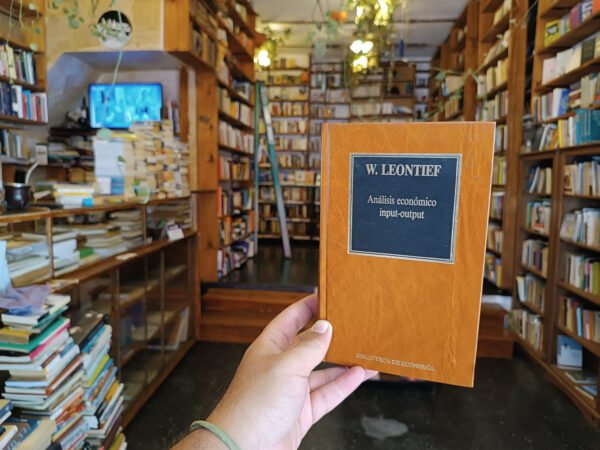 W. LEONTIEF
Análisis económico
input-output
BIBLIOTECA DE ECONOMÍA